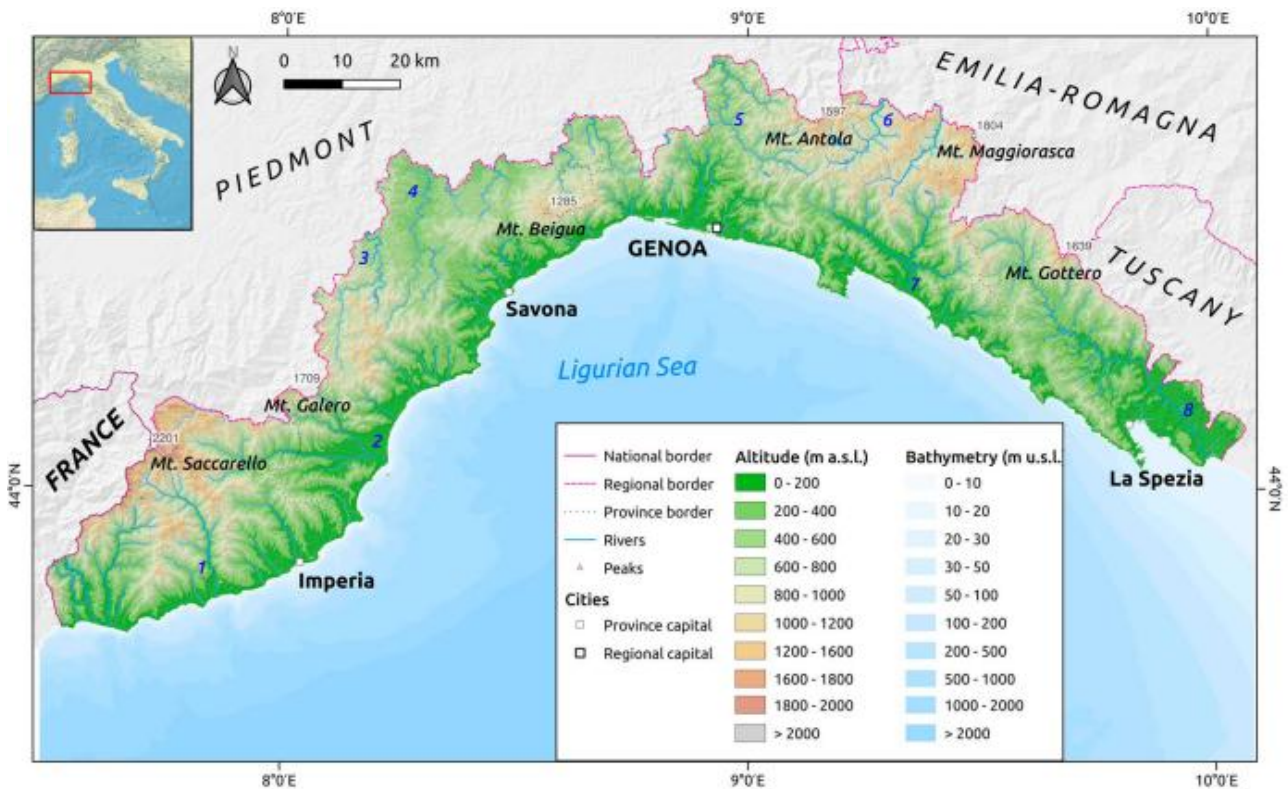 8°0'E
9°0'E
10°0'E
N
0 10 20 km
EMILIA-ROMAGNA
PIEDMONT
5
1597
6
Mt. Antola
1804
Mt. Maggiorasca
4
1285
Mt. Beigua
3
GENOA
1639
Mt. Gottero
TUSCANY
7
Savona
Ligurian Sea
1709
Mt. Galero
FRANCE
2201
2
Mt. Saccarello
8
La Spezia
44°0'N
44°0'N
1
Imperia
National border
Regional border
Province border
Rivers
Peaks
Cities
Province capital
Regional capital
Altitude (m a.s.l.)
0 - 200
200 - 400
400 - 600
600 - 800
800 - 1000
1000 - 1200
1200 - 1600
1600 - 1800
1800 - 2000
> 2000
Bathymetry (m u.s.l.
0 - 10
10 - 20
20 - 30
30 - 50
50 - 100
100 - 200
200 - 500
500 - 1000
1000 - 2000
> 2000
8°0'E
9°0'E
10°0'E